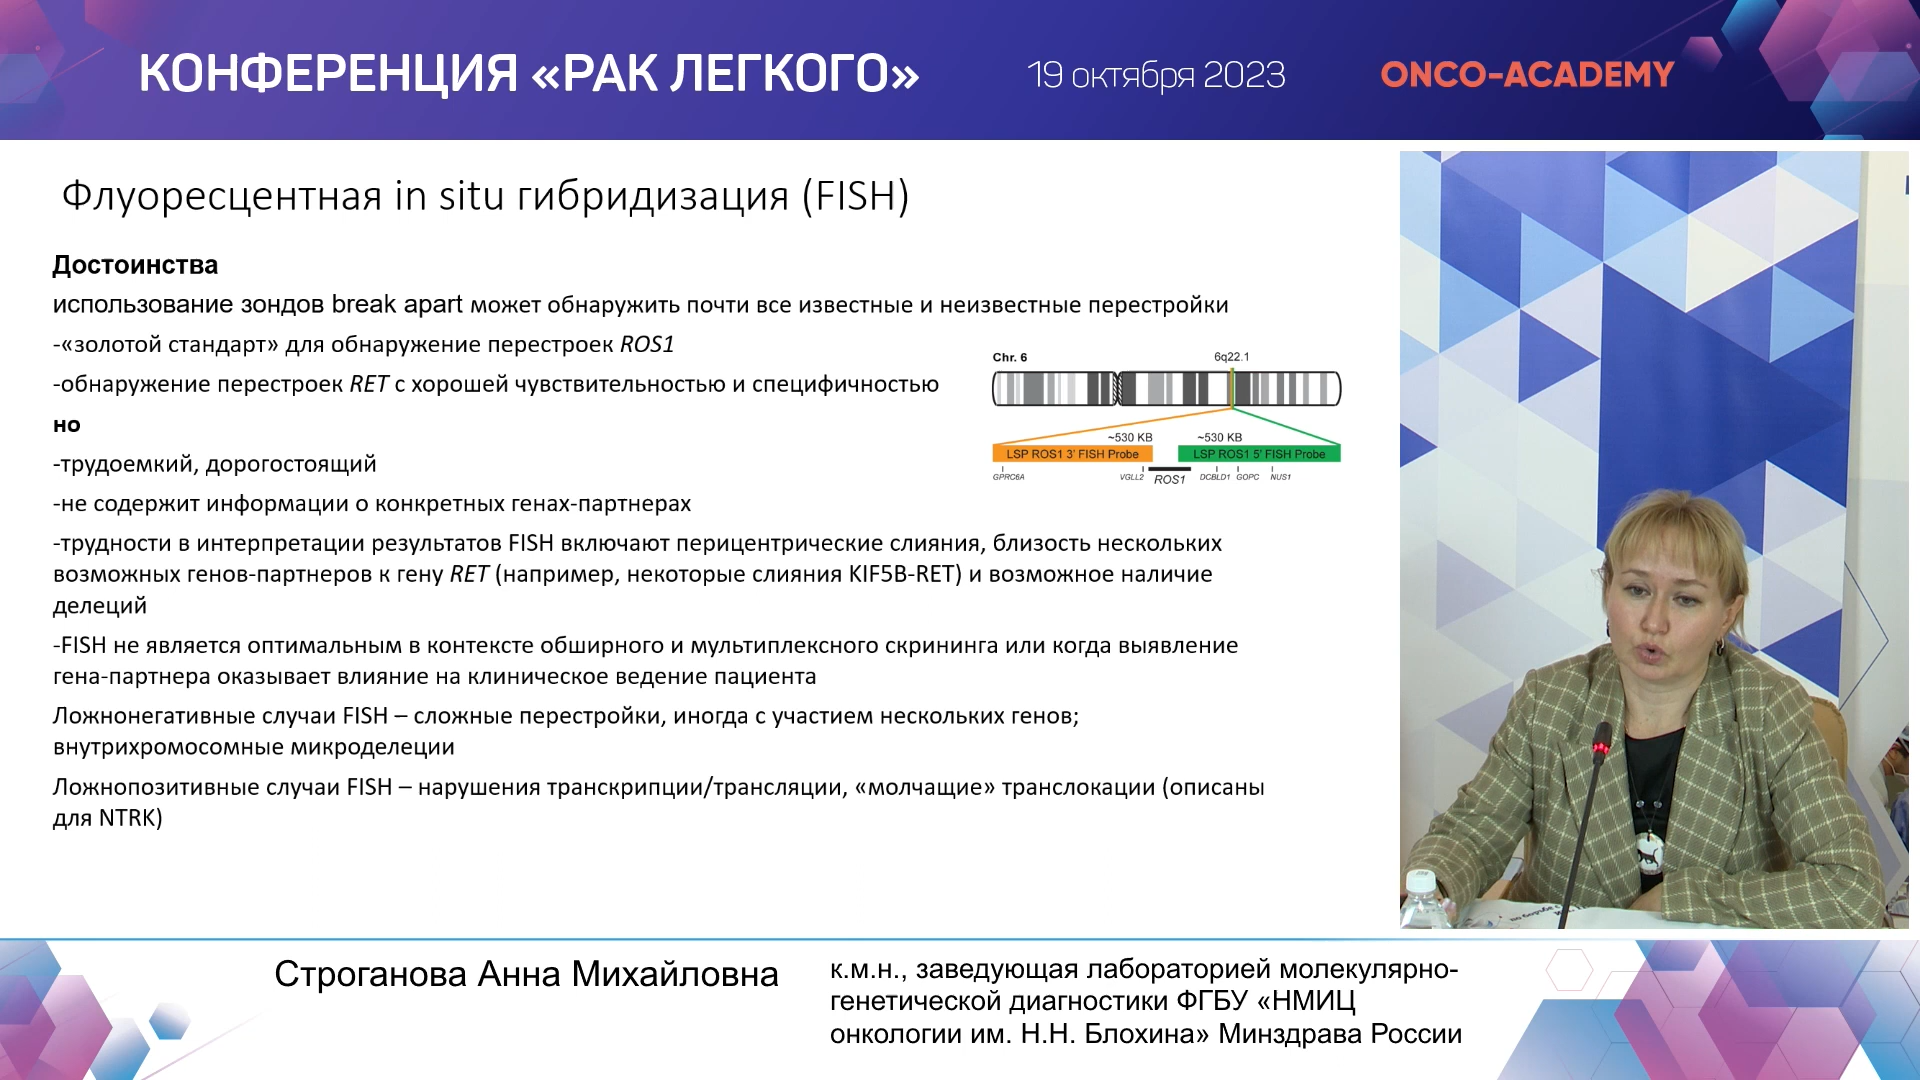 КОНФЕРЕНЦИЯ «РАК ЛЕГКОГО»
19 октября 2023
ONCO-ACADEMY
Флуоресцентная in situ гибридизация (FISH)
Достоинства
использование зондов break apart может обнаружить почти все известные и неизвестные перестройки
-«золотой стандарт» для обнаружение перестроек ROS1
-обнаружение перестроек RET с хорошей чувствительностью и специфичностью
но
-трудоемкий, дорогостоящий
-не содержит информации о конкретных генах-партнерах
-трудности в интерпретации результатов FISH включают перицентрические слияния, близость нескольких
возможных генов-партнеров к гену RET (например, некоторые слияния KIF5B-RET) и возможное наличие
делеций
-FISH не является оптимальным в контексте обширного и мультиплексного скрининга или когда выявление
гена-партнера оказывает влияние на клиническое ведение пациента
Ложнонегативные случаи FISH – сложные перестройки, иногда с участием нескольких генов;
внутрихромосомные микроделеции
Ложнопозитивные случаи FISH – нарушения транскрипции/трансляции, «молчащие» транслокации (описаны
для NTRK)
Chr. 6
6q22.1
~530 KB
~530 KB
LSP ROS1 3' FISH Probe
LSP ROS1 5' FISH Probe
GPRC6A
VGLL2
ROS1
DCBLD1
GOPC
NUS1
Строганова Анна Михайловна
к.м.н., заведующая лабораторией молекулярно-
генетической диагностики ФГБУ «НМИЦ
онкологии им. Н.Н. Блохина» Минздрава России